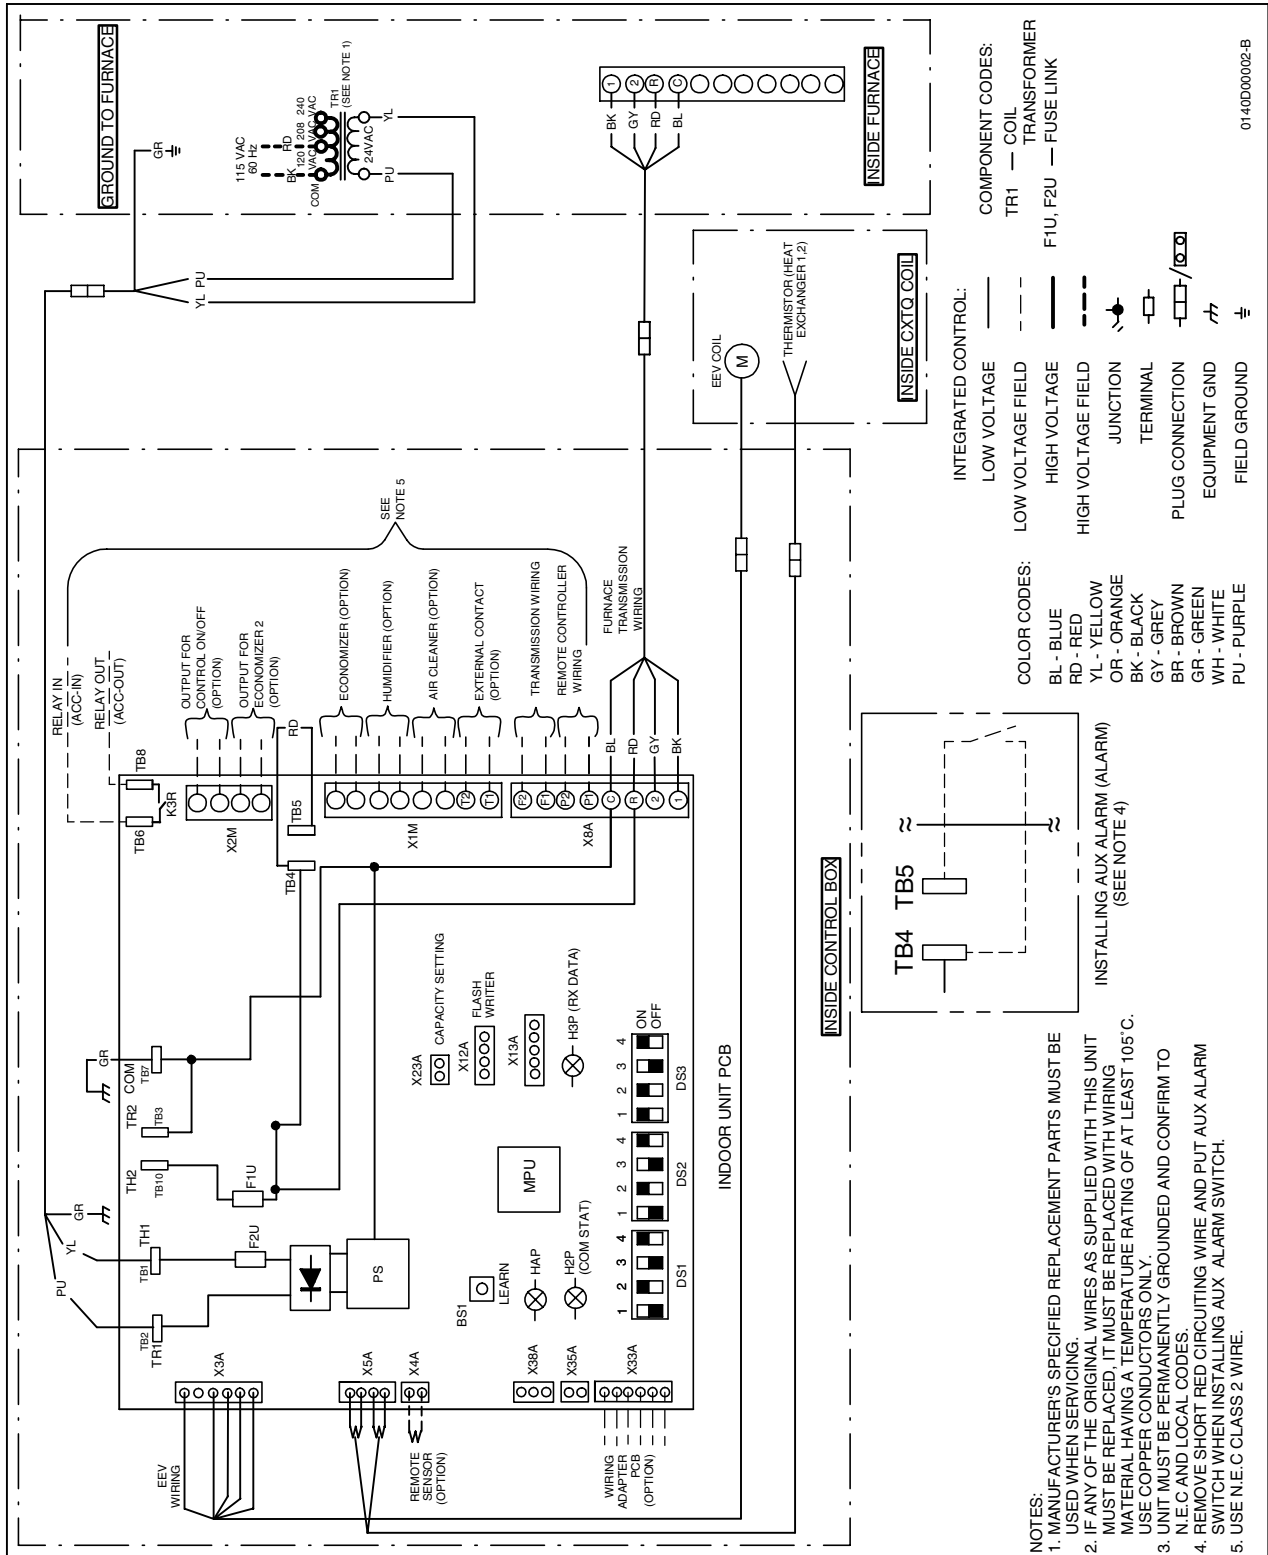 GROUND TO FURNACE
GR
115 VAC
60 Hz
BK
RD
COM
120
VAC
208
VAC
240
VAC
TR1
(SEE NOTE 1)
24VAC
PU
YL
INSIDE FURNACE
BK
GY
RD
BL
1
2
R
C
YL
PU
EEV COIL
M
THERMISTOR (HEAT
EXCHANGER 1,2)
INSIDE CXTQ COIL
RELAY IN
(ACC-IN)
RELAY OUT
(ACC-OUT)
OUTPUT FOR
CONTROL ON/OFF
(OPTION)
OUTPUT FOR
ECONOMIZER 2
(OPTION)
RD
ECONOMIZER (OPTION)
HUMIDIFIER (OPTION)
AIR CLEANER (OPTION)
EXTERNAL CONTACT
(OPTION)
TRANSMISSION WIRING
REMOTE CONTROLLER
WIRING
SEE
NOTE 5
FURNACE
TRANSMISSION
WIRING
BL
RD
GY
BK
TB6
TB8
K3R
X2M
TB4
TB5
X1M
T2
T1
X8A
F2
F1
P2
P1
C
R
2
1
GR
COM
TB7
TR2
TB3
TH2
TB10
F1U
GR
YL
PU
TH1
TB1
F2U
TR1
TB2
PS
X23A
CAPACITY SETTING
X12A
FLASH
WRITER
X13A
H3P (RX DATA)
MPU
BS1
LEARN
HAP
H2P
(COM STAT)
1 2 3 4
DS1
1 2 3 4
DS2
1 2 3 4
DS3
ON
OFF
INDOOR UNIT PCB
X3A
X5A
X4A
X38A
X35A
X33A
EEV
WIRING
REMOTE
SENSOR
(OPTION)
WIRING
ADAPTER
PCB
(OPTION)
INSIDE CONTROL BOX
TB4 TB5
INSTALLING AUX ALARM (ALARM)
(SEE NOTE 4)
NOTES:
1. MANUFACTURER'S SPECIFIED REPLACEMENT PARTS MUST BE
USED WHEN SERVICING.
2. IF ANY OF THE ORIGINAL WIRES AS SUPPLIED WITH THIS UNIT
MUST BE REPLACED, IT MUST BE REPLACED WITH WIRING
MATERIAL HAVING A TEMPERATURE RATING OF AT LEAST 105°C.
USE COPPER CONDUCTORS ONLY.
3. UNIT MUST BE PERMANENTLY GROUNDED AND CONFIRM TO
N.E.C AND LOCAL CODES.
4. REMOVE SHORT RED CIRCUITING WIRE AND PUT AUX ALARM
SWITCH WHEN INSTALLING AUX ALARM SWITCH.
5. USE N.E.C CLASS 2 WIRE.
COLOR CODES:
BL - BLUE
RD - RED
YL - YELLOW
OR - ORANGE
BK - BLACK
GY - GREY
BR - BROWN
GR - GREEN
WH - WHITE
PU - PURPLE
INTEGRATED CONTROL:
LOW VOLTAGE
LOW VOLTAGE FIELD
HIGH VOLTAGE
HIGH VOLTAGE FIELD
JUNCTION
TERMINAL
PLUG CONNECTION
EQUIPMENT GND
FIELD GROUND
COMPONENT CODES:
TR1 — COIL
TRANSFORMER
F1U, F2U — FUSE LINK
0140D00002-B